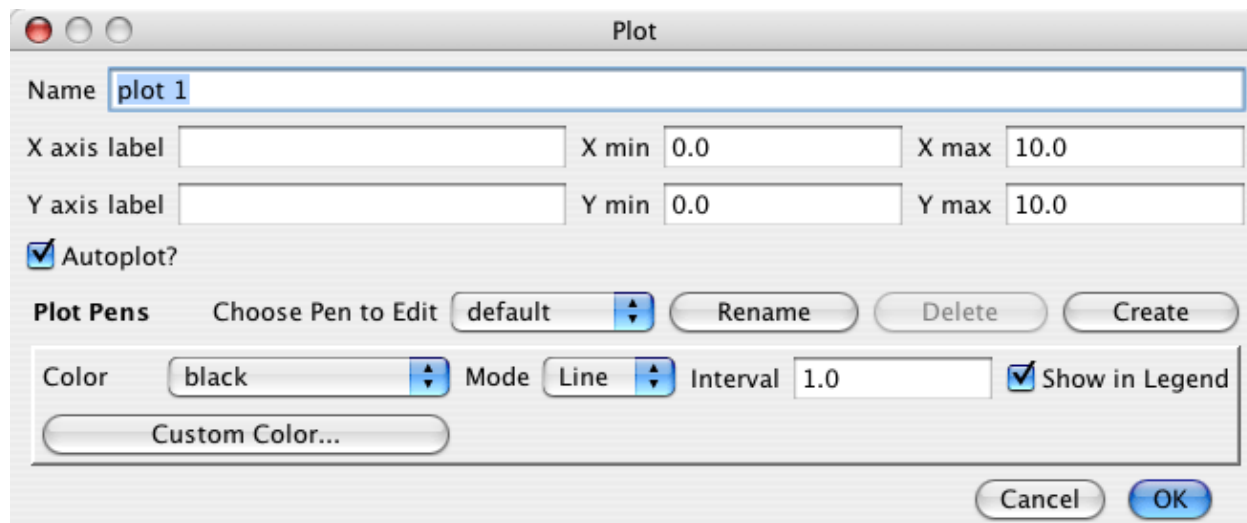 Plot
Name plot 1
X axis label X min 0.0 X max 10.0
Y axis label Y min 0.0 Y max 10.0
Autoplot?
Plot Pens Choose Pen to Edit default Rename Delete Create
Color black Mode Line Interval 1.0 Show in Legend
Custom Color...
Cancel OK